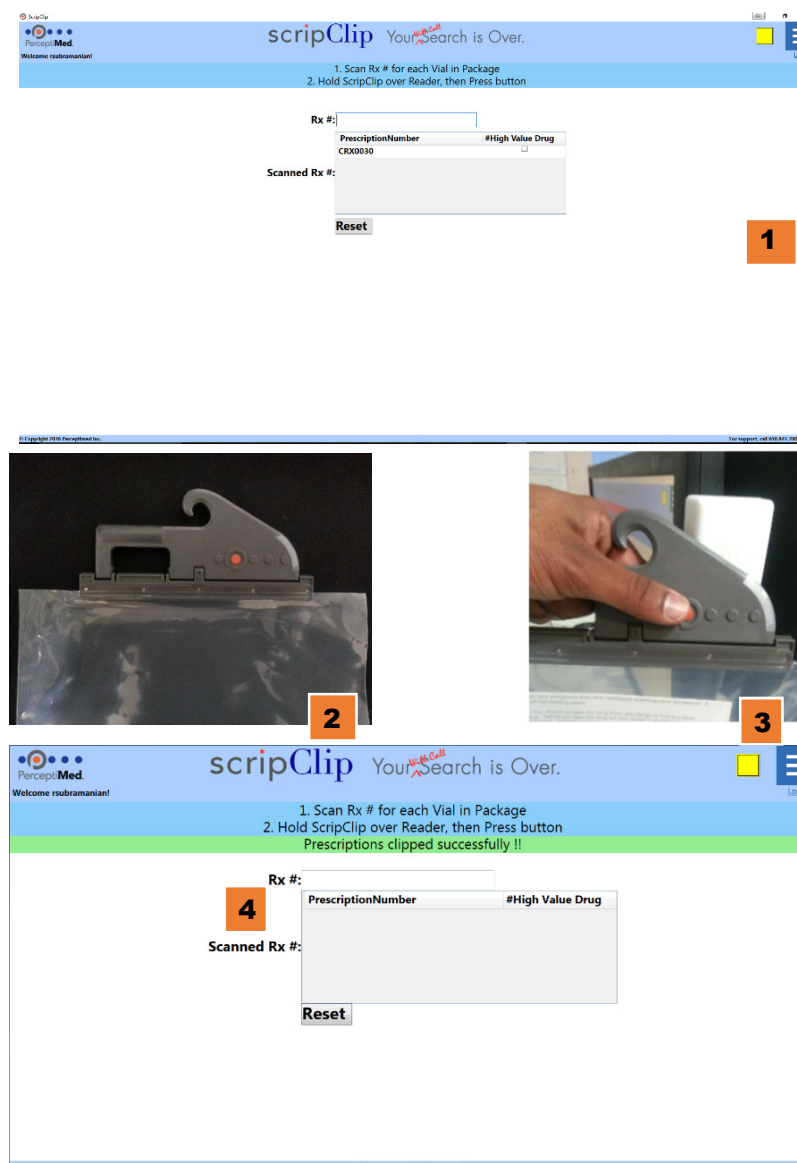 ScripClip
PerceptiMed.
scripClip Your Will Call Search is Over.
Welcome rsubramanian!
1. Scan Rx # for each Vial in Package
2. Hold ScripClip over Reader, then Press button
Rx #:
PrescriptionNumber #High Value Drug
CRX0030
Scanned Rx #:
Reset
1
© Copyright 2016 Perceptimed Inc.
For support, call 650.941.700
2
3
PerceptiMed.
scripClip Your Will Call Search is Over.
Welcome rsubramanian!
Lo
1. Scan Rx # for each Vial in Package
2. Hold ScripClip over Reader, then Press button
Prescriptions clipped successfully !!
Rx #:
4
PrescriptionNumber #High Value Drug
Scanned Rx #:
Reset